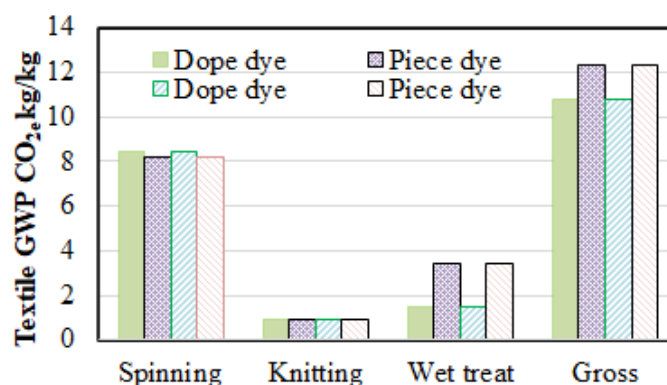 Textile GWP CO2e kg/kg
14
12
10
8
6
4
2
0
Dope dye
Piece dye
Dope dye
Piece dye
Spinning
Knitting
Wet treat
Gross